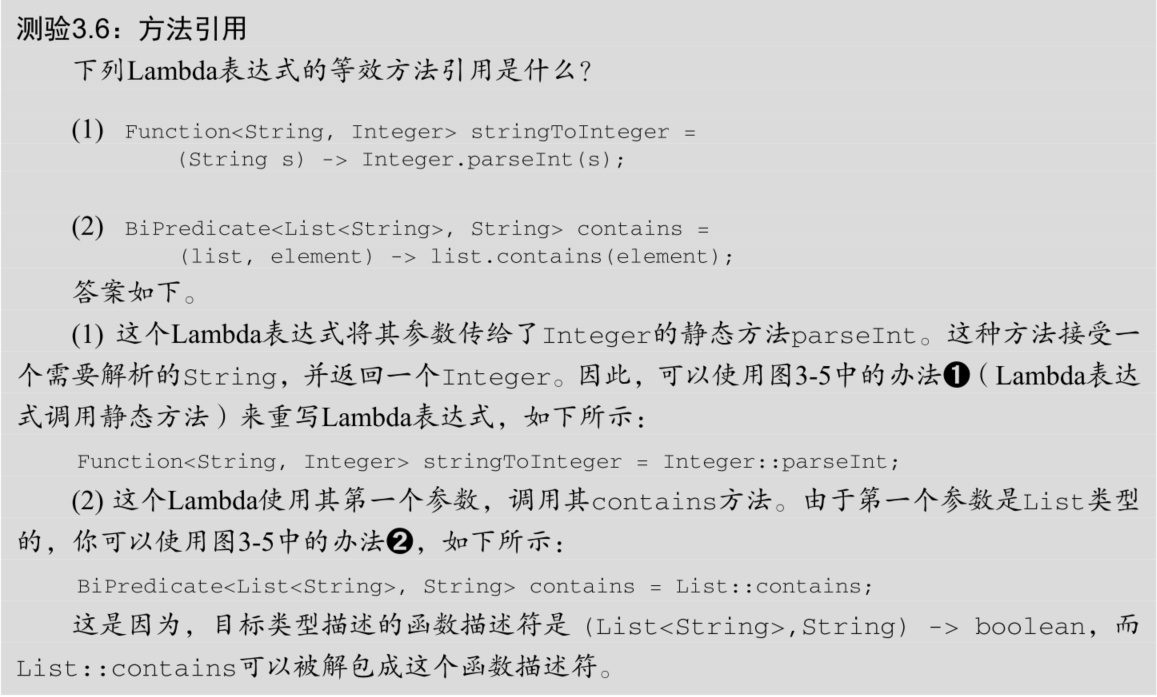 测验3.6：方法引用
下列Lambda表达式的等效方法引用是什么？
(1) Function<String, Integer> stringToInteger =
(String s) -> Integer.parseInt(s);
(2) BiPredicate<List<String>, String> contains =
(list, element) -> list.contains(element);
答案如下。
(1) 这个Lambda表达式将其参数传给了Integer的静态方法parseInt。这种方法接受一
个需要解析的String，并返回一个Integer。因此，可以使用图3-5中的办法❶（Lambda表达
式调用静态方法）来重写Lambda表达式，如下所示：
Function<String, Integer> stringToInteger = Integer::parseInt;
(2) 这个Lambda使用其第一个参数，调用其contains方法。由于第一个参数是List类型
的，你可以使用图3-5中的办法❷，如下所示：
BiPredicate<List<String>, String> contains = List::contains;
这是因为，目标类型描述的函数描述符是 (List<String>,String) -> boolean，而
List::contains可以被解包成这个函数描述符。